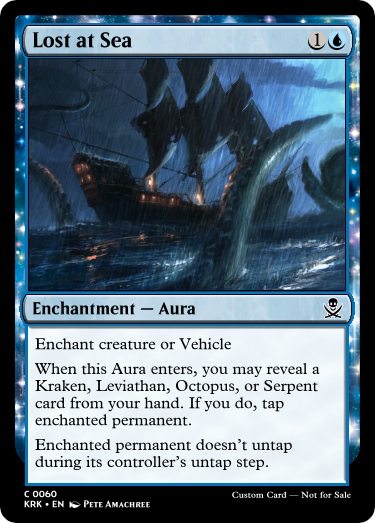 Lost at Sea
1
Enchantment — Aura
Enchant creature or Vehicle
When this Aura enters, you may reveal a
Kraken, Leviathan, Octopus, or Serpent
card from your hand. If you do, tap
enchanted permanent.
Enchanted permanent doesn't untap
during its controller's untap step.
C 0060
KRK • EN Pete Amachree
Custom Card — Not for Sale